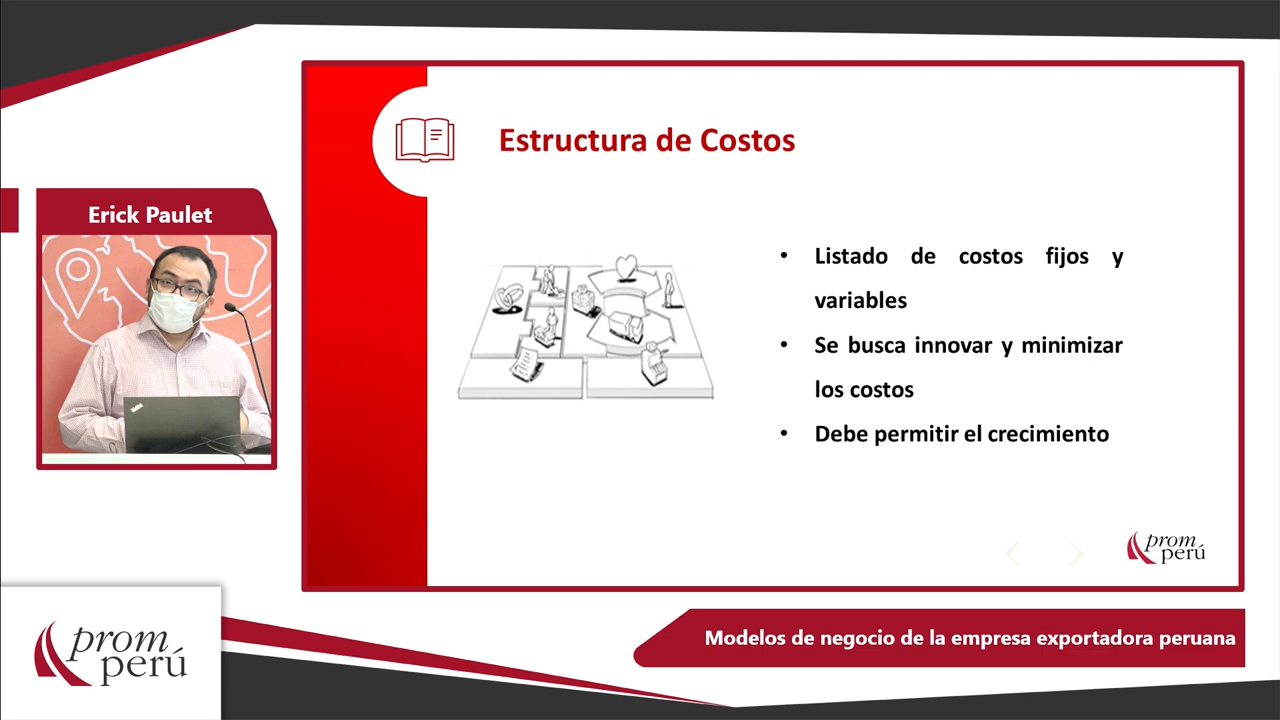 Erick Paulet
Estructura de Costos
• Listado de costos fijos y
variables
• Se busca innovar y minimizar
los costos
• Debe permitir el crecimiento
prom
perú
prom
perú
Modelos de negocio de la empresa exportadora peruana